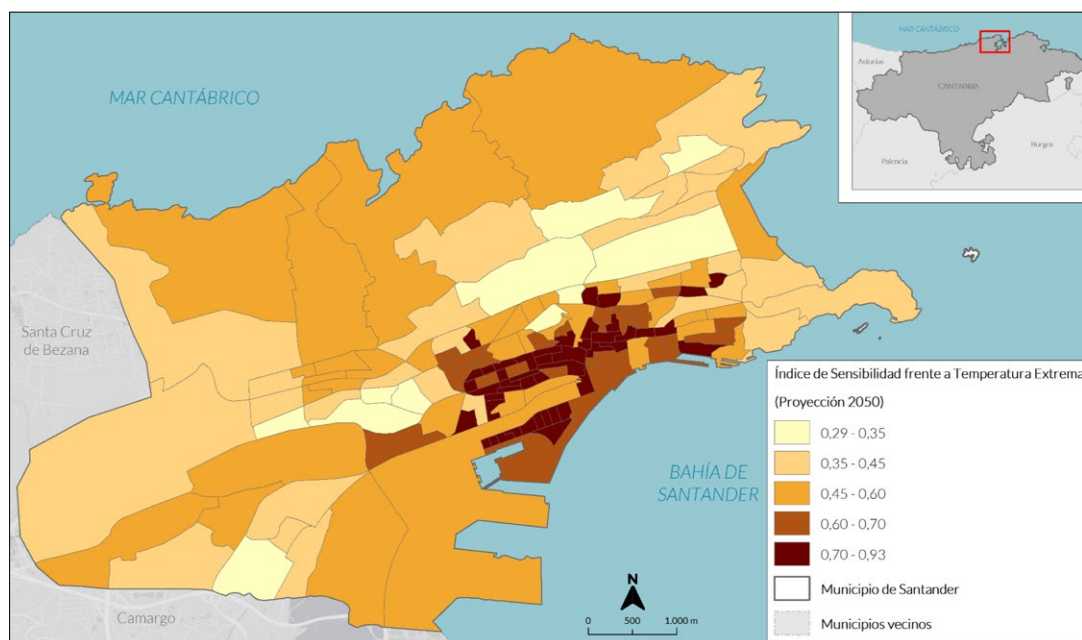 MAR CANTÁBRICO
MAR CANTÁBRICO
Asturias
CANTABRIA
Palencia
Burgos
Santa Cruz
de Bezana
Camargo
BAHÍA DE
SANTANDER
Índice de Sensibilidad frente a Temperatura Extrema
(Proyección 2050)
0,29 - 0,35
0,35 - 0,45
0,45 - 0,60
0,60 - 0,70
0,70 - 0,93
Municipio de Santander
Municipios vecinos
N
0 500 1.000 m